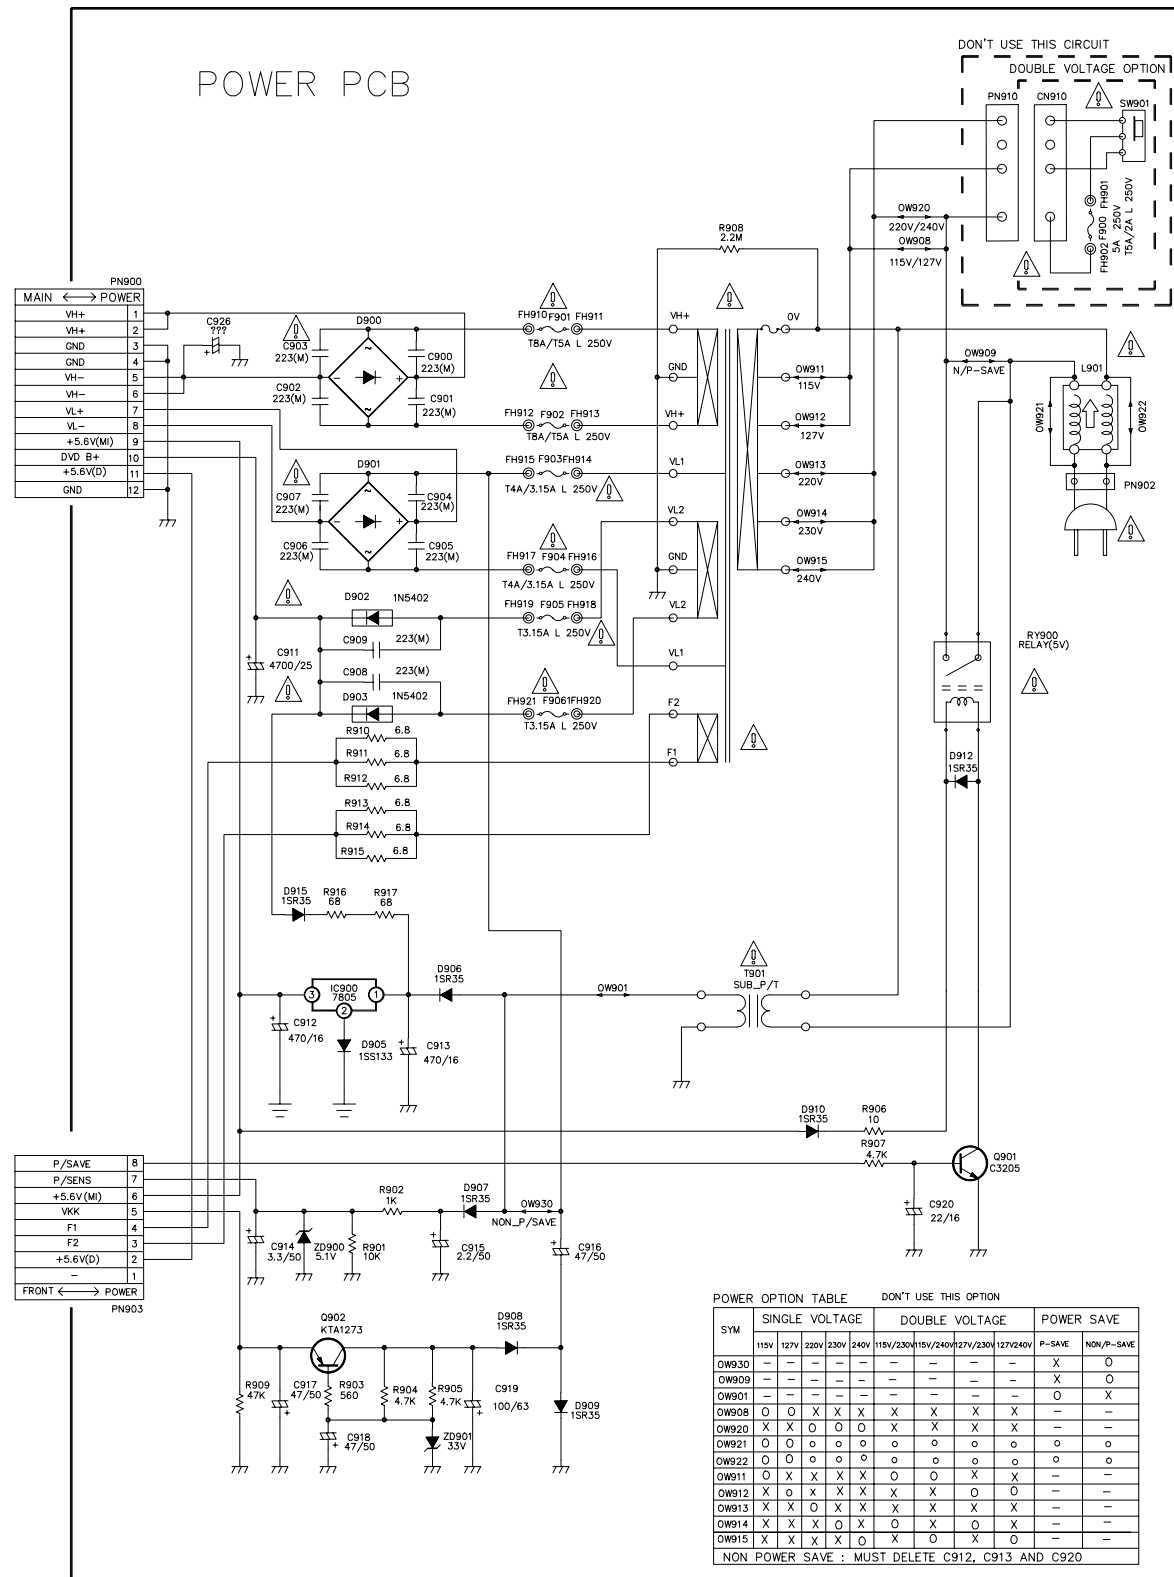 DON'T USE THIS CIRCUIT
POWER PCB
DOUBLE VOLTAGE OPTION
PN910
CN910
SW901
FH901
F900
FH902
5A 250V
T5A/2A L 250V
OW920
220V/240V
OW908
115V/127V
R908
2.2M
PN900
MAIN <--> POWER
VH+ 1
VH+ 2
GND 3
GND 4
VH- 5
VH- 6
VL+ 7
VL- 8
+5.6V(MI) 9
DVD B+ 10
+5.6V(D) 11
GND 12
C926
???
+
D900
C903
223(M)
C902
223(M)
C900
223(M)
C901
223(M)
~
~
-
+
FH910 F901 FH911
T8A/T5A L 250V
FH912 F902 FH913
T8A/T5A L 250V
VH+
GND
VH+
0V
OW911
115V
OW912
127V
OW913
220V
OW914
230V
OW915
240V
OW909
N/P-SAVE
L901
OW921
OW922
PN902
D901
C907
223(M)
C906
223(M)
C904
223(M)
C905
223(M)
~
~
-
+
FH915 F903 FH914
T4A/3.15A L 250V
FH917 F904 FH916
T4A/3.15A L 250V
FH919 F905 FH918
T3.15A L 250V
FH921 F9061 FH920
T3.15A L 250V
VL1
VL2
GND
VL2
VL1
F2
F1
D902
1N5402
C909
223(M)
C911
4700/25
+
C908
223(M)
D903
1N5402
R910 6.8
R911 6.8
R912 6.8
R913 6.8
R914 6.8
R915 6.8
RY900
RELAY(5V)
D912
1SR35
D915
1SR35
R916
68
R917
68
D906
1SR35
IC900
7805
3
2
1
C912
470/16
+
D905
1SS133
C913
470/16
+
OW901
T901
SUB_P/T
D910
1SR35
R906
10
R907
4.7K
Q901
C3205
C920
22/16
+
P/SAVE 8
P/SENS 7
+5.6V(MI) 6
VKK 5
F1 4
F2 3
+5.6V(D) 2
- 1
FRONT <--> POWER
PN903
R902
1K
D907
1SR35
OW930
NON_P/SAVE
C914
3.3/50
+
ZD900
5.1V
R901
10K
C915
2.2/50
+
C916
47/50
+
Q902
KTA1273
D908
1SR35
R909
47K
C917
47/50
+
R903
560
R904
4.7K
R905
4.7K
C919
100/63
+
C918
47/50
+
ZD901
33V
D909
1SR35
POWER OPTION TABLE DON'T USE THIS OPTION
SYM SINGLE VOLTAGE DOUBLE VOLTAGE POWER SAVE
115V 127V 220V 230V 240V 115V/230V 115V/240V 127V/230V 127V240V P-SAVE NON/P-SAVE
OW930 - - - - - - - - - X O
OW909 - - - - - - - - - X O
OW901 - - - - - - - - - O X
OW908 O O X X X X X X X - -
OW920 X X O O O X X X X - -
OW921 O O o o o o o o o o o
OW922 O O o o o o o o o o o
OW911 O X X X X O O X X - -
OW912 X O X X X X X O O - -
OW913 X X O X X X X X X - -
OW914 X X X O X O X O X - -
OW915 X X X X O X O X O - -
NON POWER SAVE : MUST DELETE C912, C913 AND C920